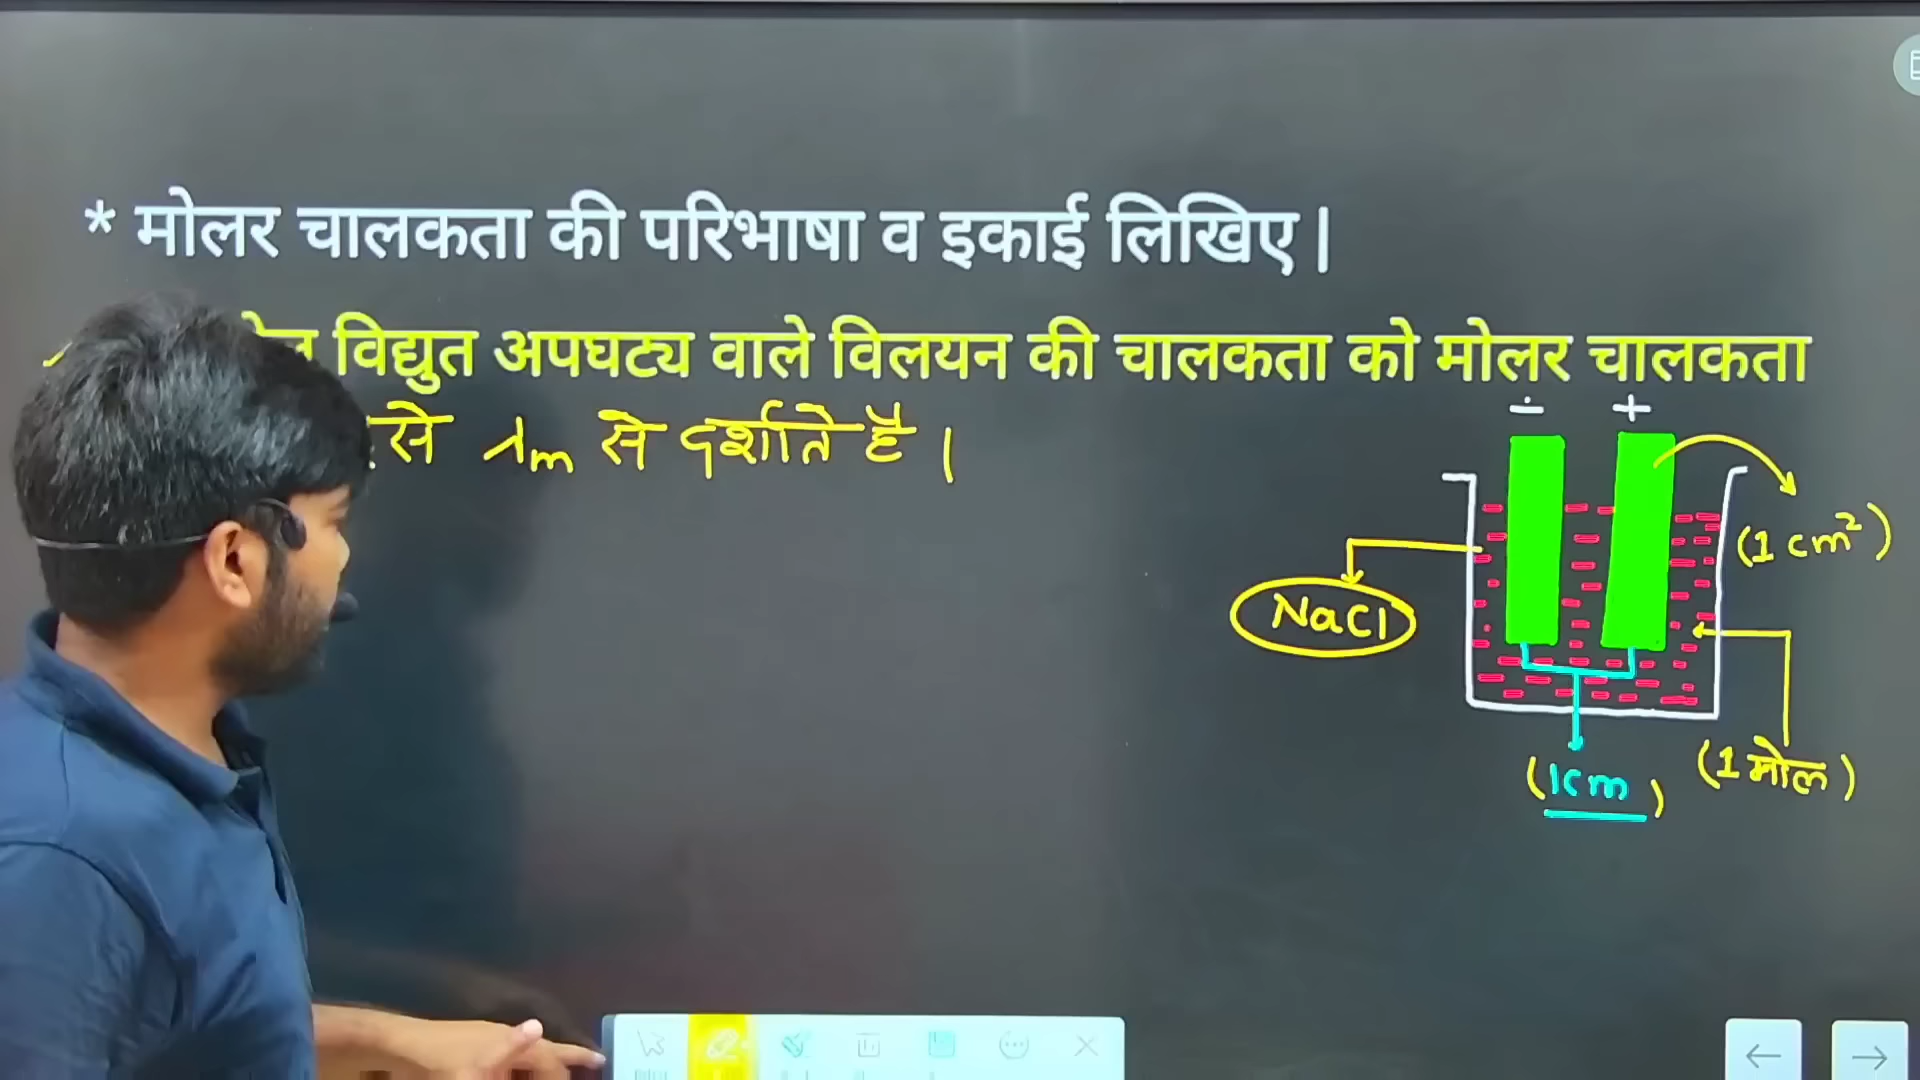 * मोलर चालकता की परिभाषा व इकाई लिखिए |
विद्युत अपघट्य वाले विलयन की चालकता को मोलर चालकता
से λm से दर्शाते है |
- +
(1 cm²)
NaCl
(1 मोल)
(1cm)